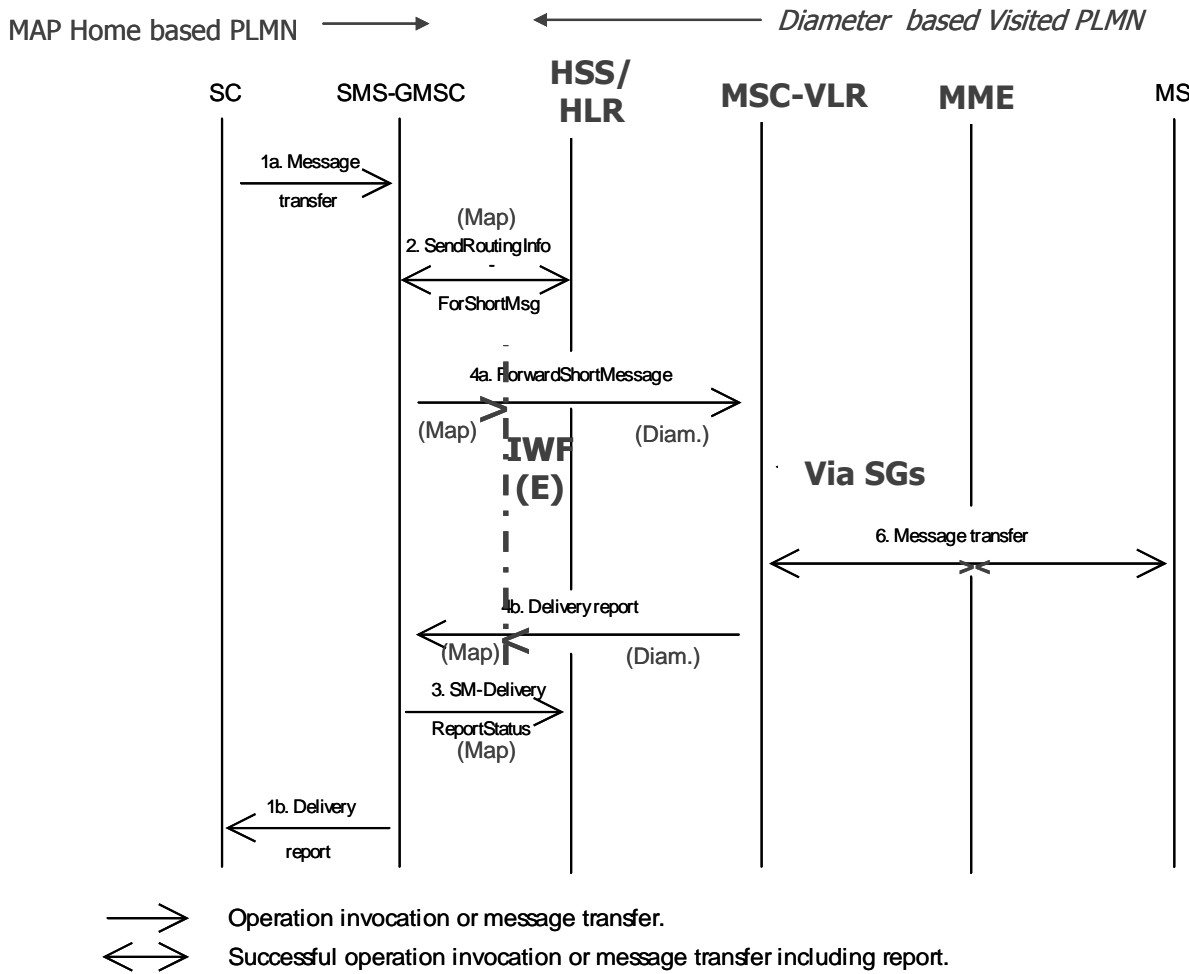 MAP Home based PLMN
Diameter based Visited PLMN
SC
SMS-GMSC
HSS/
HLR
MSC-VLR
MME
MS
1a. Message
transfer
(Map)
2. SendRoutingInfo
-
ForShortMsg
4a. ForwardShortMessage
(Map)
(Diam.)
IWF
(E)
Via SGs
6. Message transfer
4b. Delivery report
(Map)
(Diam.)
3. SM-Delivery
ReportStatus
(Map)
1b. Delivery
report
Operation invocation or message transfer.
Successful operation invocation or message transfer including report.